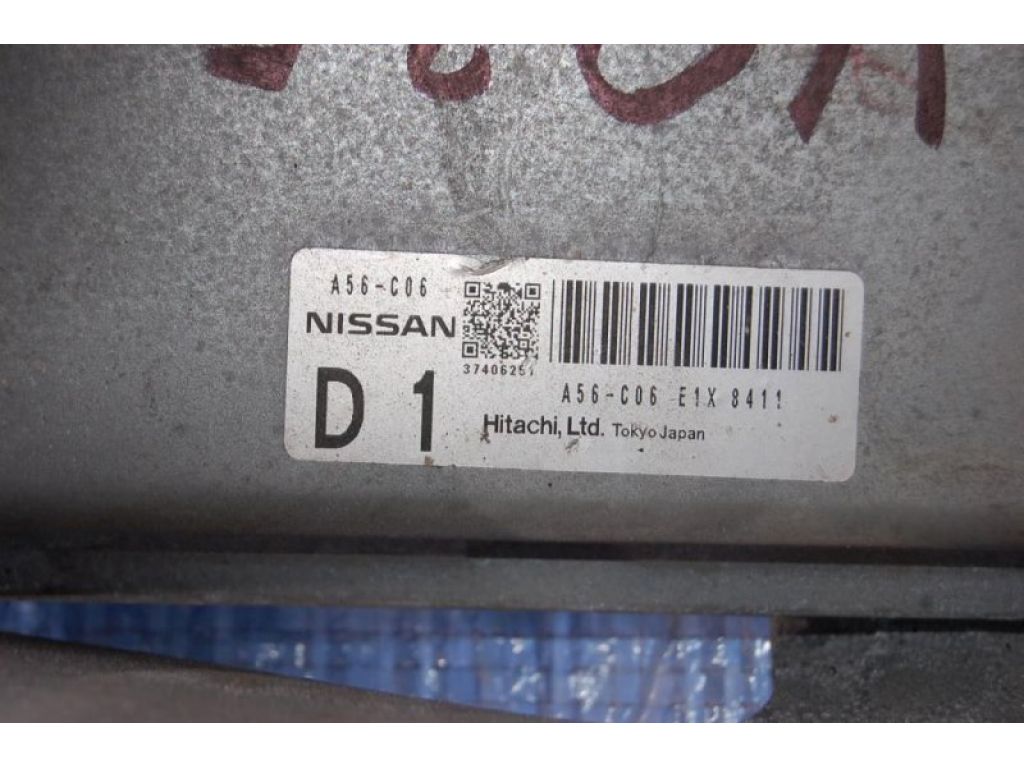 A56-C06
NISSAN
37406251
D 1
A56-C06 E1X 8411
Hitachi, Ltd. Tokyo Japan